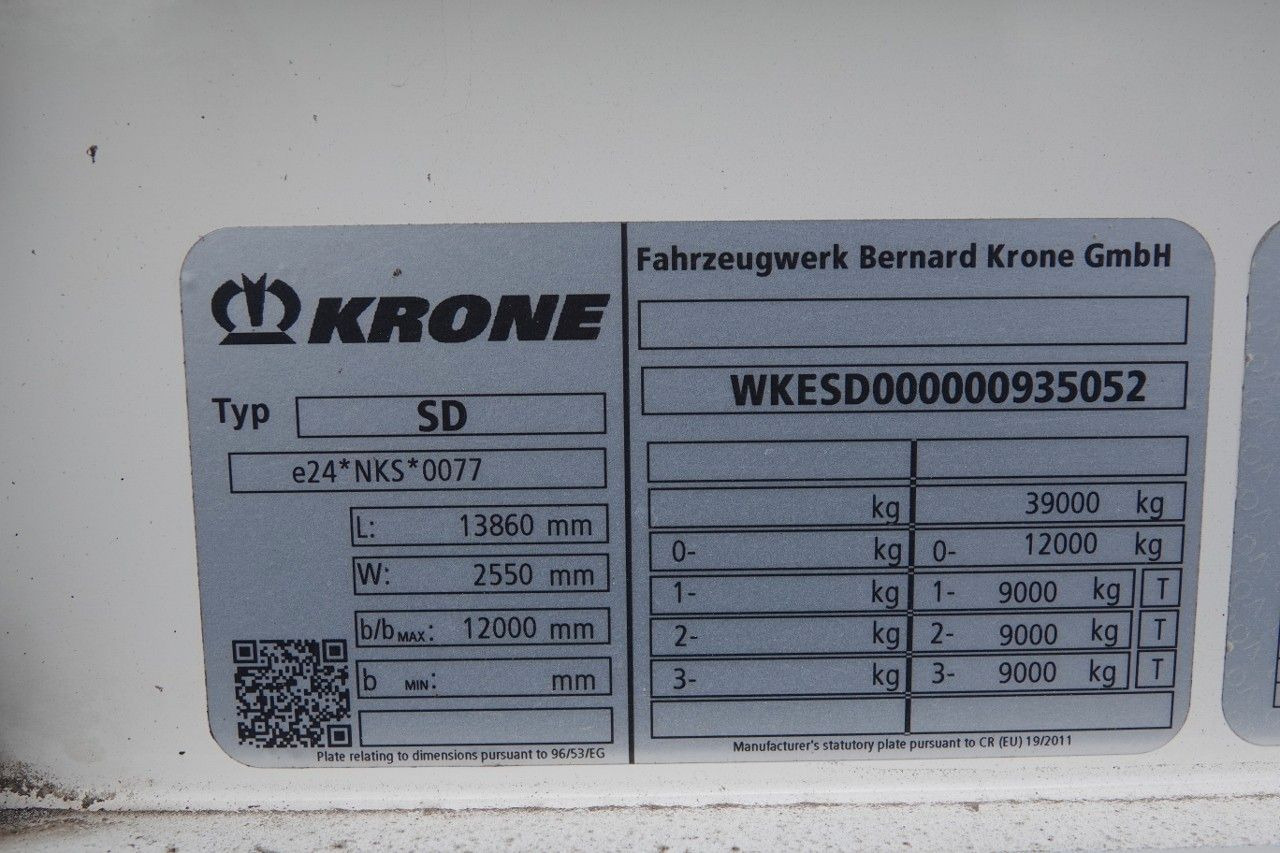 KRONE
Typ SD
e24*NKS*0077
L: 13860 mm
W: 2550 mm
b/b MAX: 12000 mm
b MIN: mm
Plate relating to dimensions pursuant to 96/53/EG
Fahrzeugwerk Bernard Krone GmbH
WKESD000000935052
kg 39000 kg
0- kg 0- 12000 kg
1- kg 1- 9000 kg T
2- kg 2- 9000 kg T
3- kg 3- 9000 kg T
Manufacturer's statutory plate pursuant to CR (EU) 19/2011